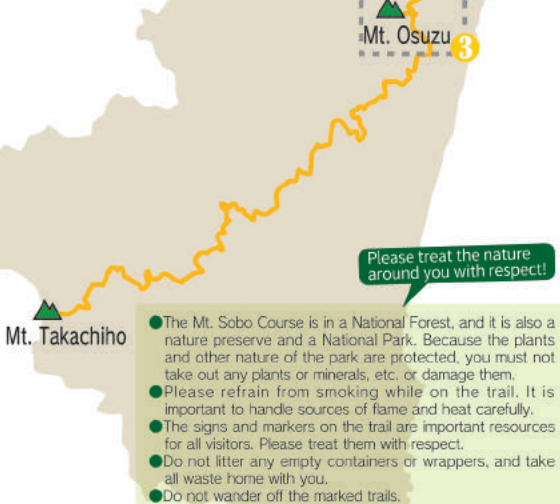 Mt. Osuzu
3
Please treat the nature
around you with respect!
Mt. Takachiho
●The Mt. Sobo Course is in a National Forest, and it is also a
nature preserve and a National Park. Because the plants
and other nature of the park are protected, you must not
take out any plants or minerals, etc. or damage them.
●Please refrain from smoking while on the trail. It is
important to handle sources of flame and heat carefully.
●The signs and markers on the trail are important resources
for all visitors. Please treat them with respect.
●Do not litter any empty containers or wrappers, and take
all waste home with you.
●Do not wander off the marked trails.